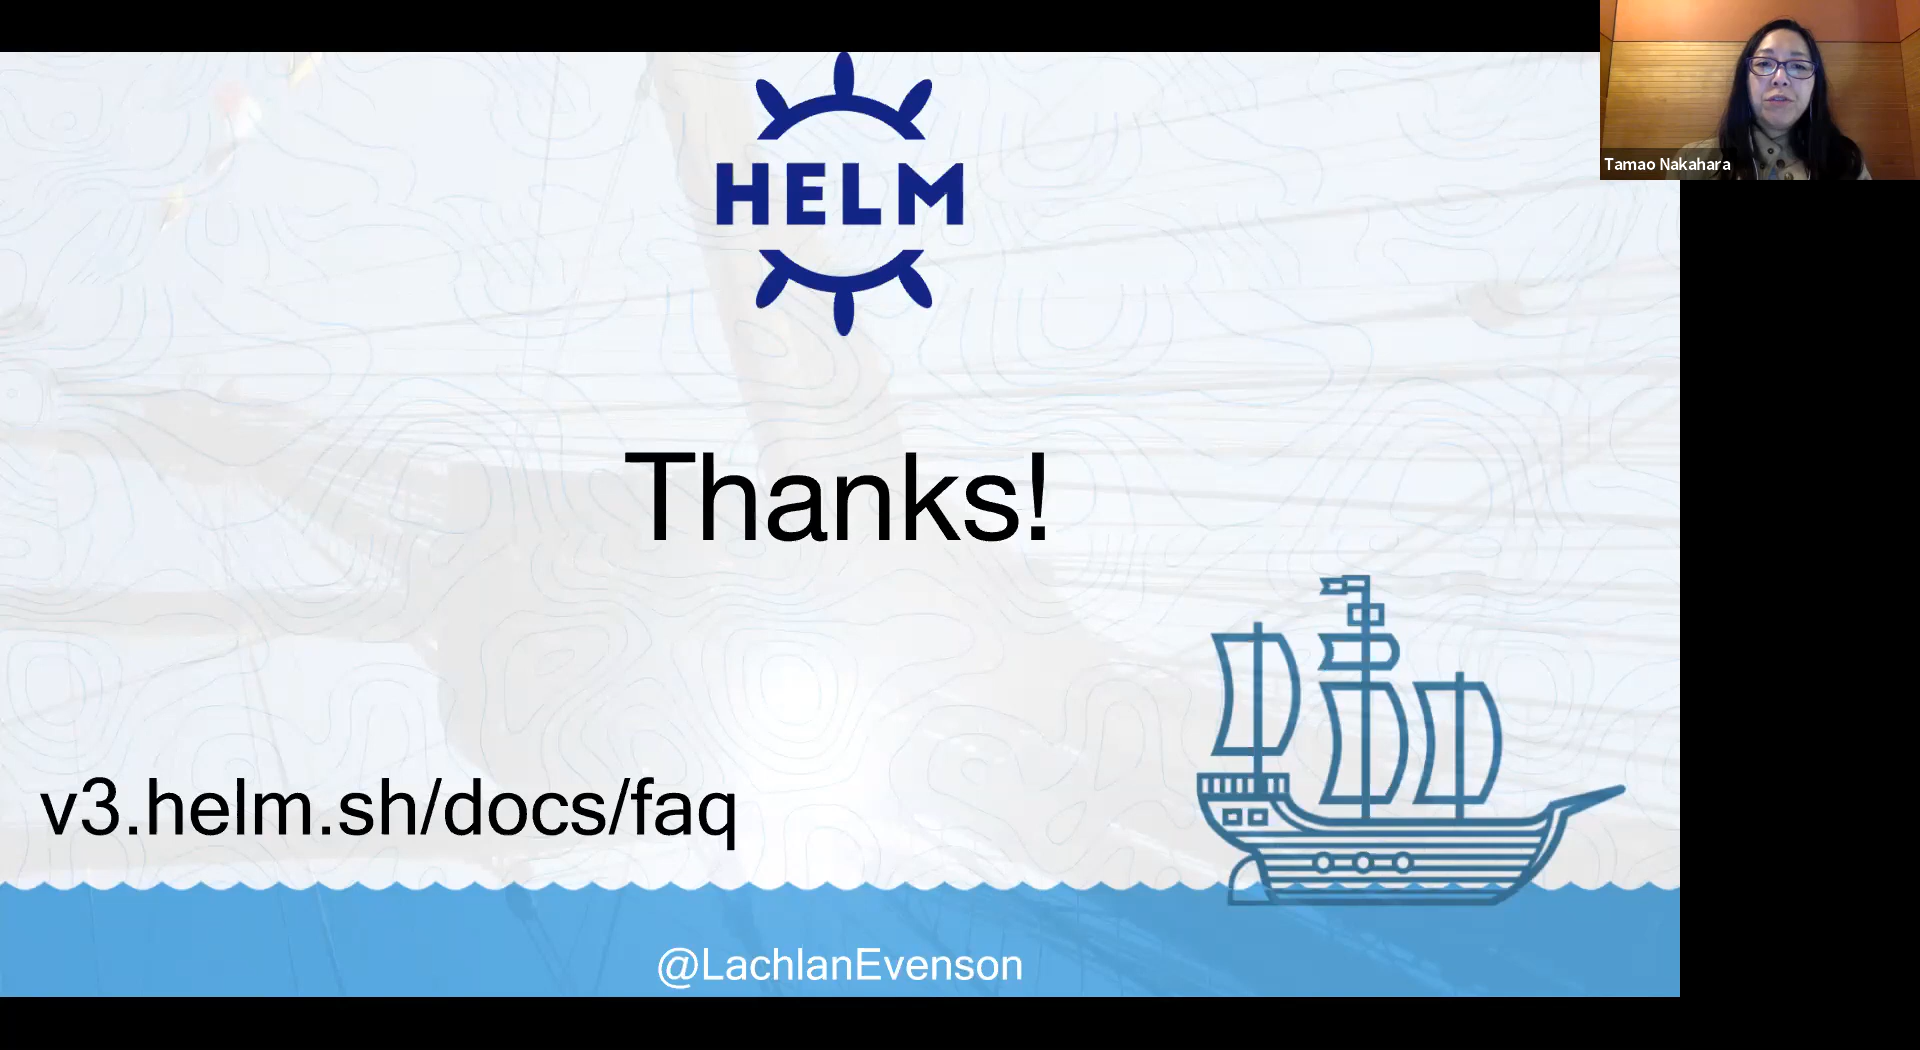 HELM
Tamao Nakahara
Thanks!
v3.helm.sh/docs/faq
@LachlanEvenson